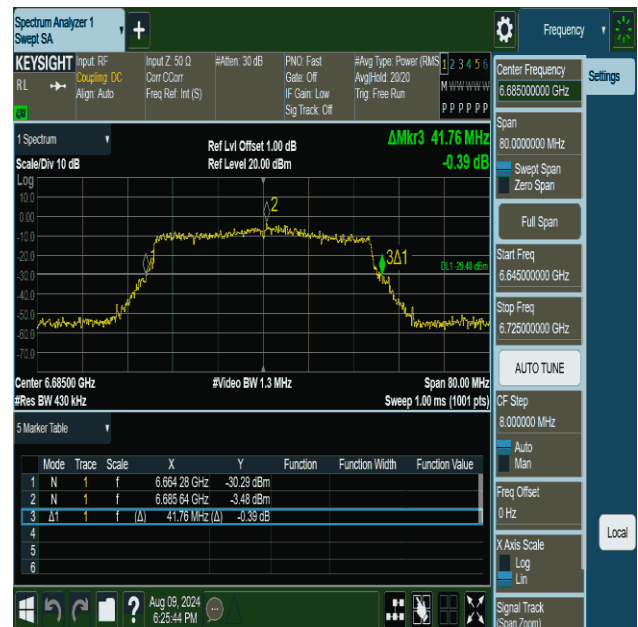 Spectrum Analyzer 1
Swept SA
+
Frequency
KEYSIGHT
RL
Input: RF
Coupling: DC
Align: Auto
Input Z: 50 Ω
Corr CCorr
Freq Ref: Int (S)
#Atten: 30 dB
PNO: Fast
Gate: Off
IF Gain: Low
Sig Track: Off
#Avg Type: Power (RMS
Avg|Hold: 20/20
Trig: Free Run
1 2 3 4 5 6
M W W W W W
P P P P P P
1 Spectrum
Scale/Div 10 dB
Ref Lvl Offset 1.00 dB
Ref Level 20.00 dBm
ΔMkr3 41.76 MHz
-0.39 dB
Log
10.0
0.00
-10.0
-20.0
-30.0
-40.0
-50.0
-60.0
-70.0
2
3Δ1
DL1 -29.48 dBm
Center 6.68500 GHz
#Res BW 430 kHz
#Video BW 1.3 MHz
Span 80.00 MHz
Sweep 1.00 ms (1001 pts)
5 Marker Table
Mode Trace Scale X Y Function Function Width Function Value
1 N 1 f 6.664 28 GHz -30.29 dBm
2 N 1 f 6.685 64 GHz -3.48 dBm
3 Δ1 1 f (Δ) 41.76 MHz (Δ) -0.39 dB
4
5
6
?
Aug 09, 2024
6:25:44 PM
Center Frequency
6.685000000 GHz
Span
80.0000000 MHz
Swept Span
Zero Span
Full Span
Start Freq
6.645000000 GHz
Stop Freq
6.725000000 GHz
AUTO TUNE
CF Step
8.000000 MHz
Auto
Man
Freq Offset
0 Hz
X Axis Scale
Log
Lin
Signal Track
(Span Zoom)
Settings
Local